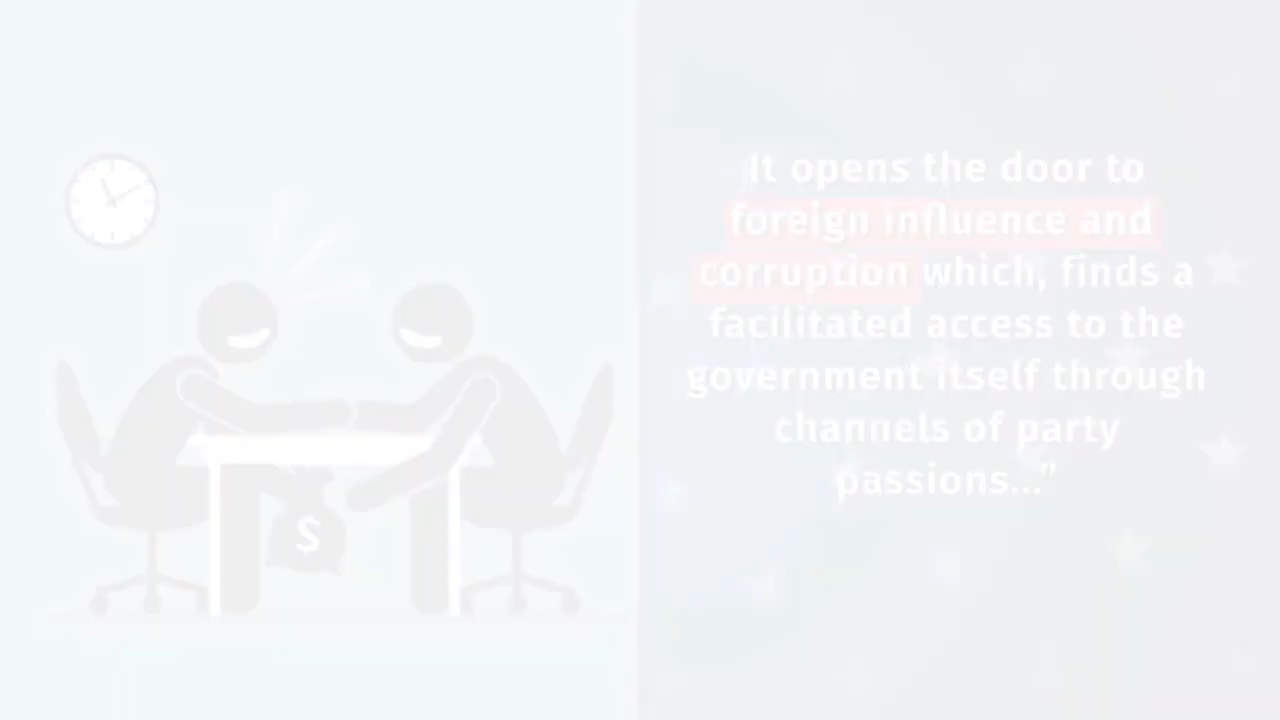 It opens the door to
foreign influence and
corruption which, finds a
facilitated access to the
government itself through
channels of party
passions..."
$